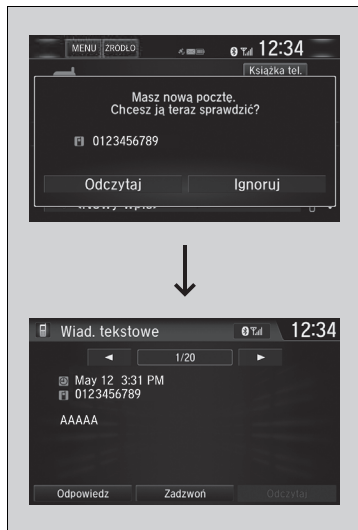 MENU ŹRÓDŁO 12:34
Książka tel.
Masz nową pocztę.
Chcesz ją teraz sprawdzić?
0123456789
Odczytaj Ignoruj
Wiad. tekstowe 12:34
◄ 1/20 ►
May 12 3:31 PM
0123456789
AAAAA
Odpowiedz Zadzwoń Odczytaj